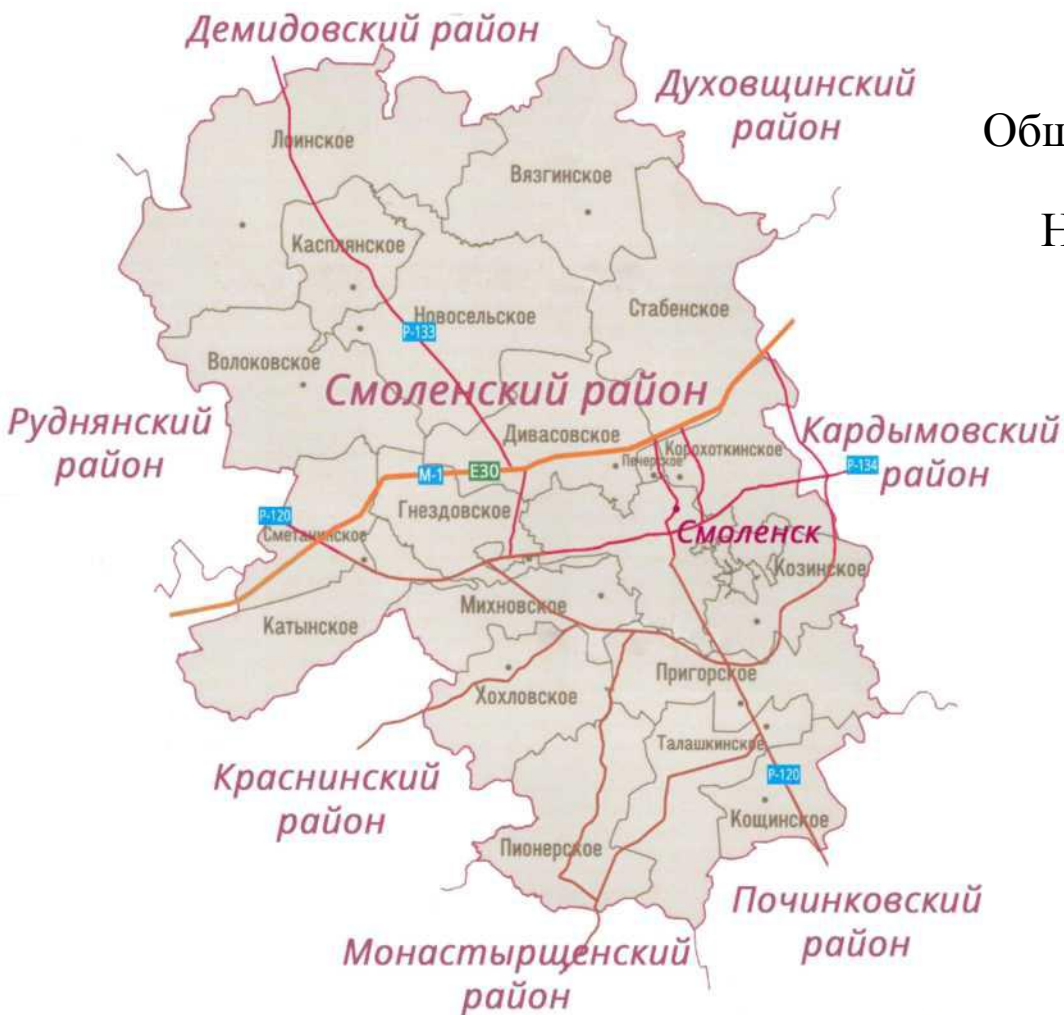 Демидовский район
Духовщинский
район
Общ
Н
Лоинское
Вязгинское
Касплянское
Новосельское
Стабенское
Р-133
Волоковское
Смоленский район
Руднянский
район
Дивасовское
Корохоткинское
Печерское
Кардымовский
район
Р-134
М-1
Е30
Гнездовское
Р-120
Сметанинское
Смоленск
Козинское
Катынское
Михновское
Хохловское
Пригорское
Талашкинское
Р-120
Краснинский
район
Кощинское
Пионерское
Починковский
район
Монастырщенский
район